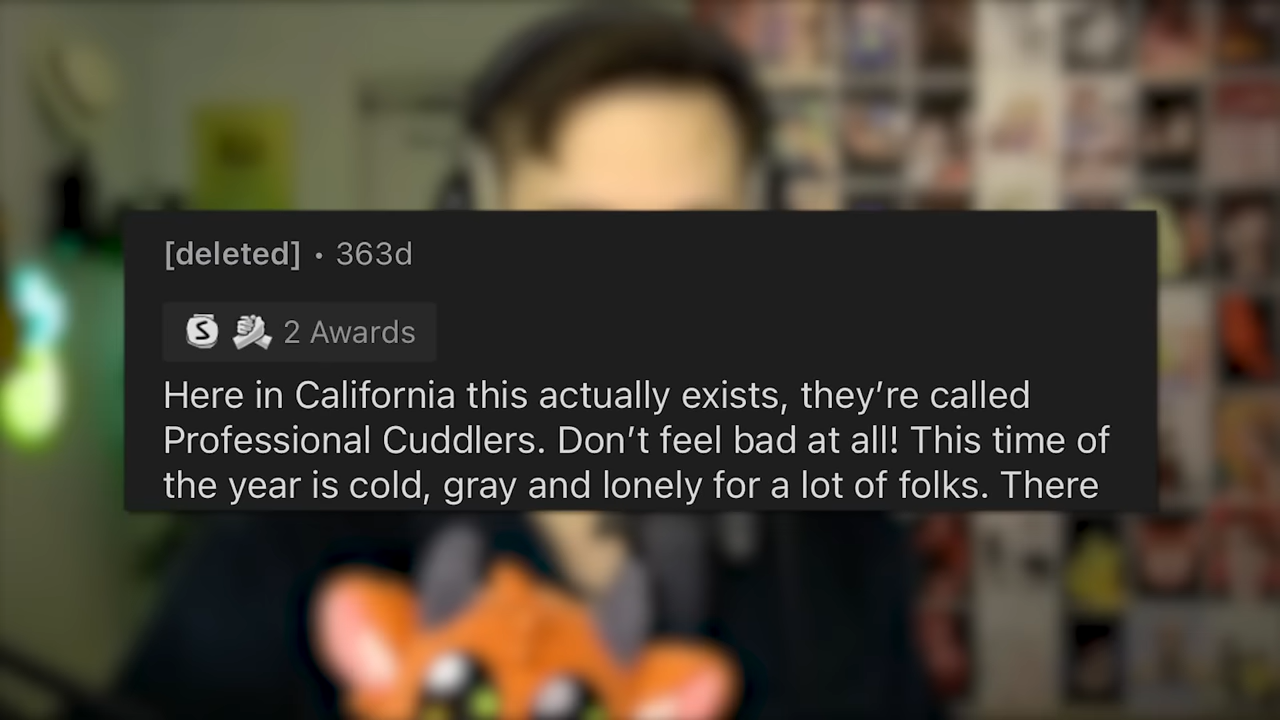 [deleted] • 363d
2 Awards
Here in California this actually exists, they’re called
Professional Cuddlers. Don’t feel bad at all! This time of
the year is cold, gray and lonely for a lot of folks. There